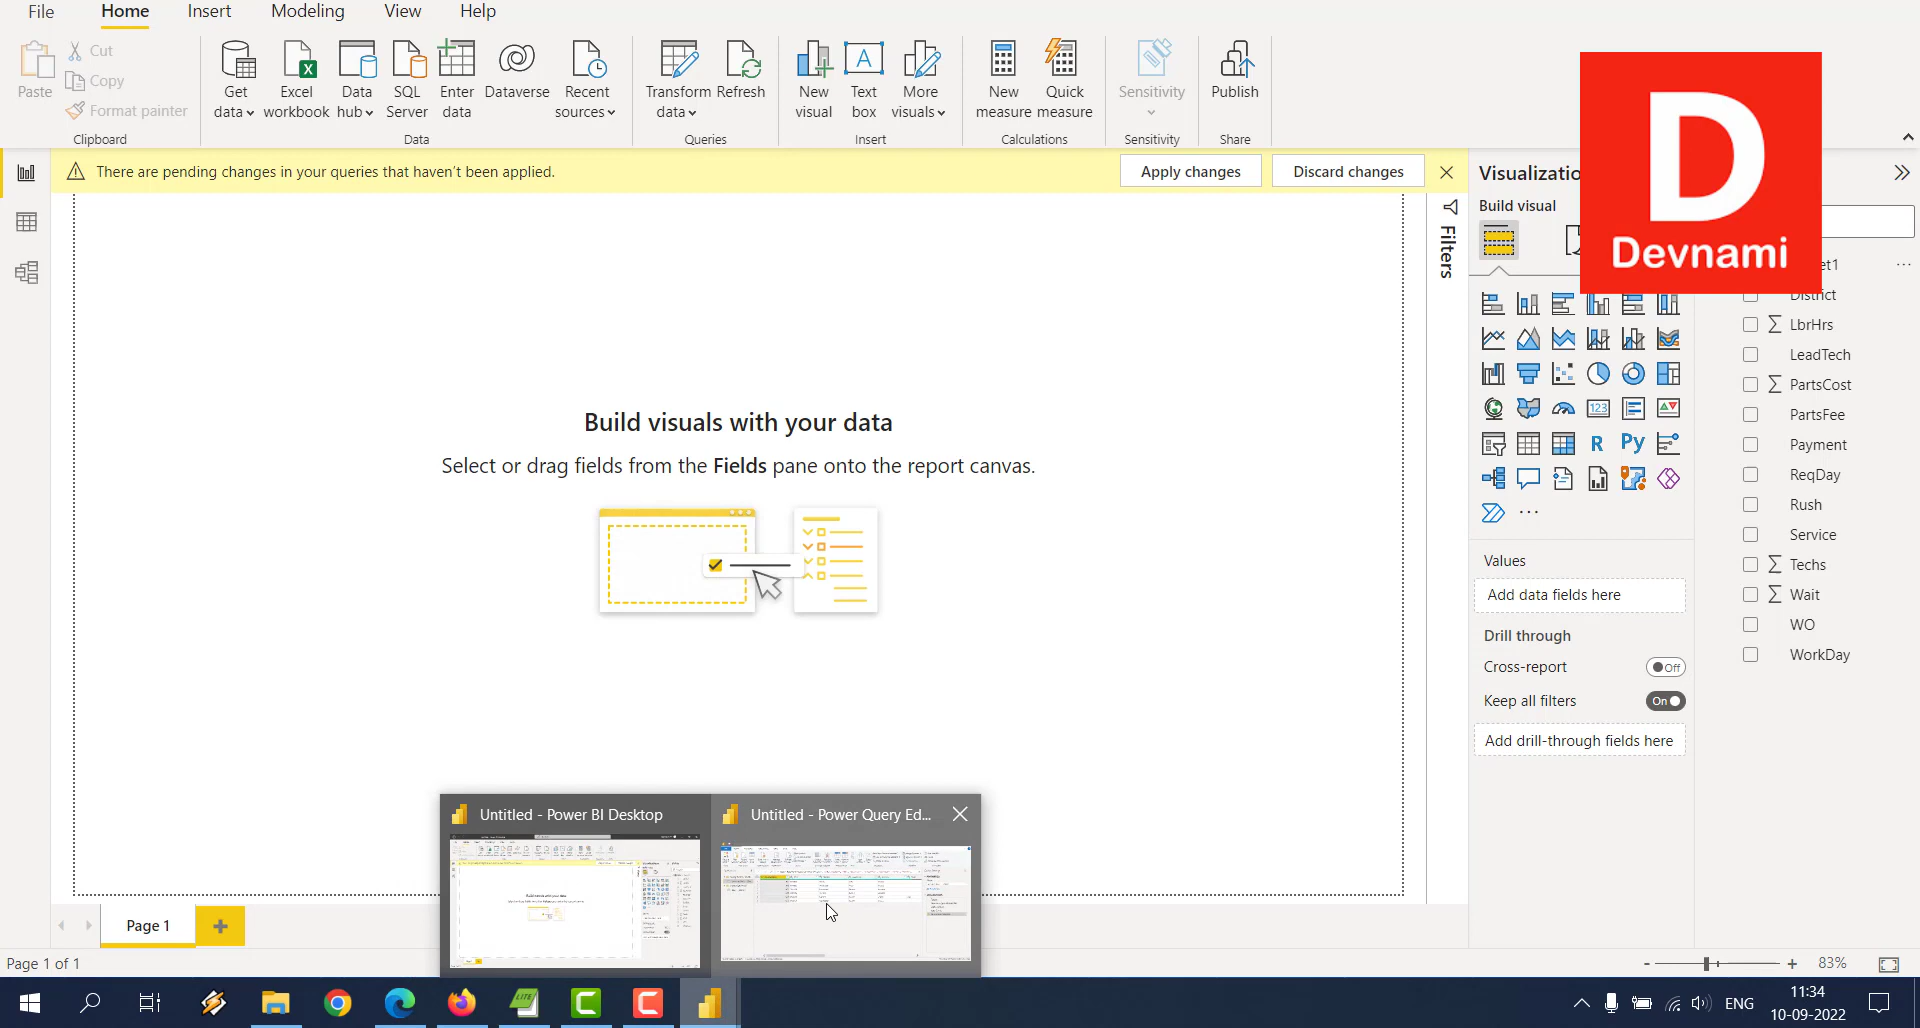 File Home Insert Modeling View Help
Paste
Cut
Copy
Format painter
Clipboard
Get data
Excel workbook
Data hub
SQL Server
Enter data
Dataverse
Recent sources
Data
Transform data
Refresh
Queries
New visual
Text box
More visuals
Insert
New measure
Quick measure
Calculations
Sensitivity
Sensitivity
Publish
Share
There are pending changes in your queries that haven't been applied.
Apply changes
Discard changes
D
Devnami
Build visuals with your data
Select or drag fields from the Fields pane onto the report canvas.
Filters
Visualizatio
Build visual
123
R
Py
Values
Add data fields here
Drill through
Cross-report
Off
Keep all filters
On
Add drill-through fields here
et1
District
LbrHrs
LeadTech
PartsCost
PartsFee
Payment
ReqDay
Rush
Service
Techs
Wait
WO
WorkDay
Untitled - Power BI Desktop
Untitled - Power Query Ed...
Page 1
Page 1 of 1
83%
LITE
ENG
11:34
10-09-2022